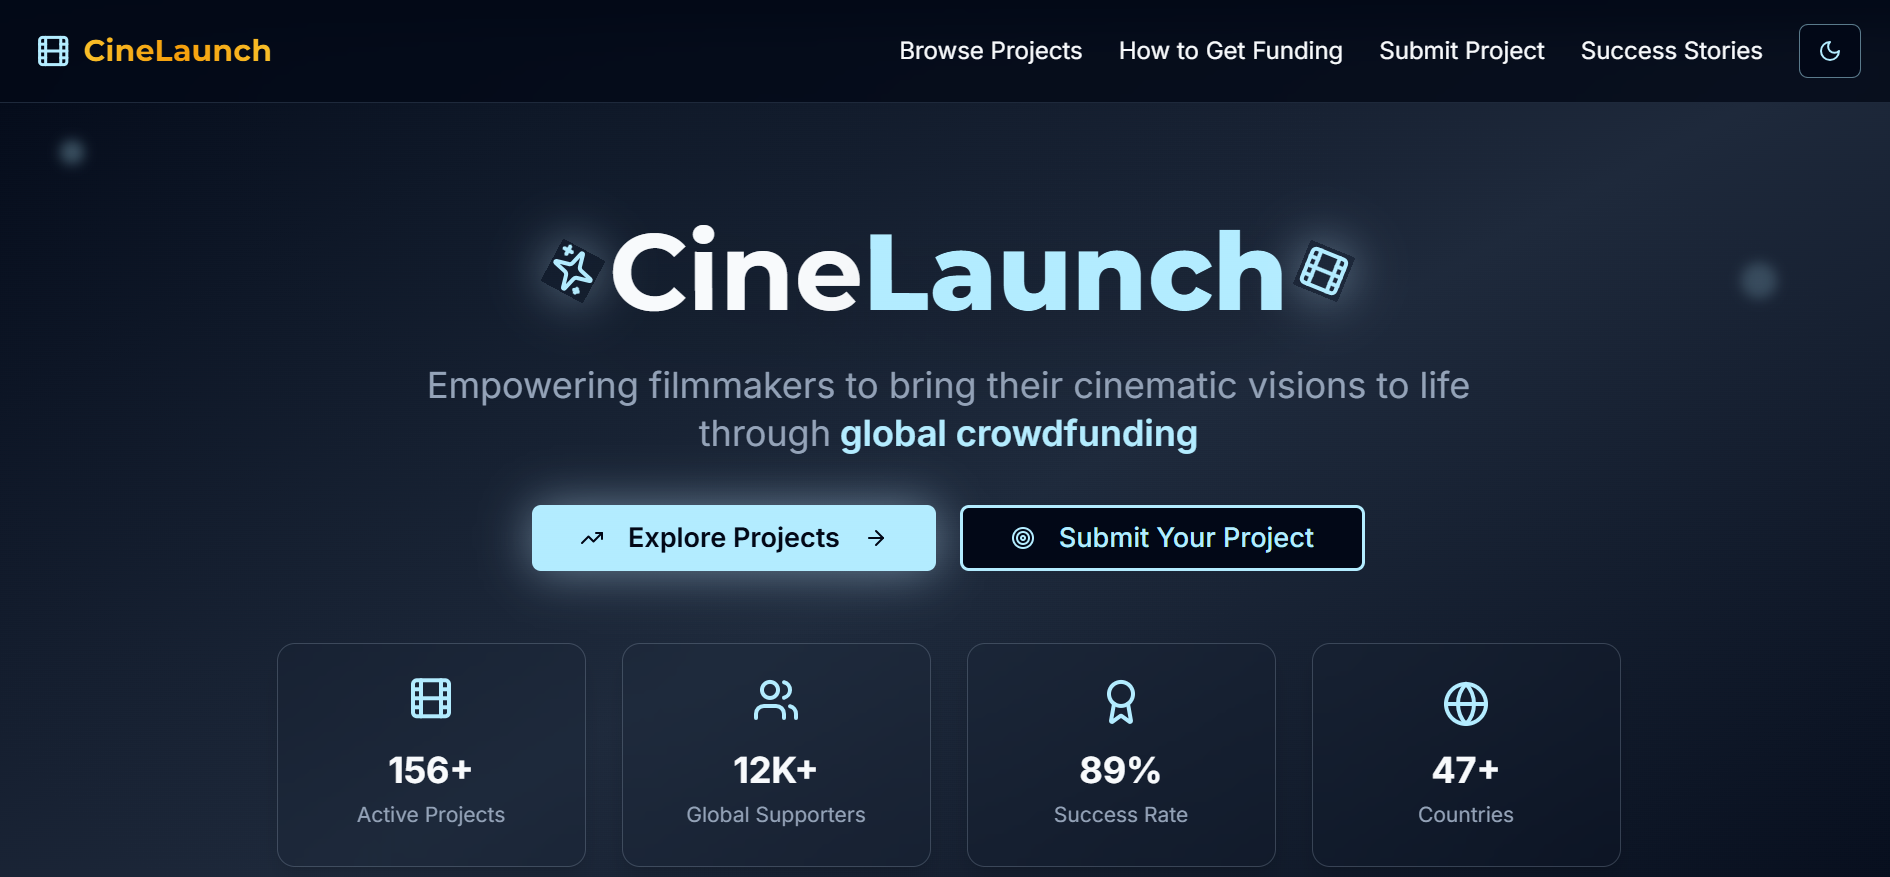 CineLaunch
Browse Projects
How to Get Funding
Submit Project
Success Stories
CineLaunch
Empowering filmmakers to bring their cinematic visions to life
through global crowdfunding
Explore Projects
Submit Your Project
156+
Active Projects
12K+
Global Supporters
89%
Success Rate
47+
Countries